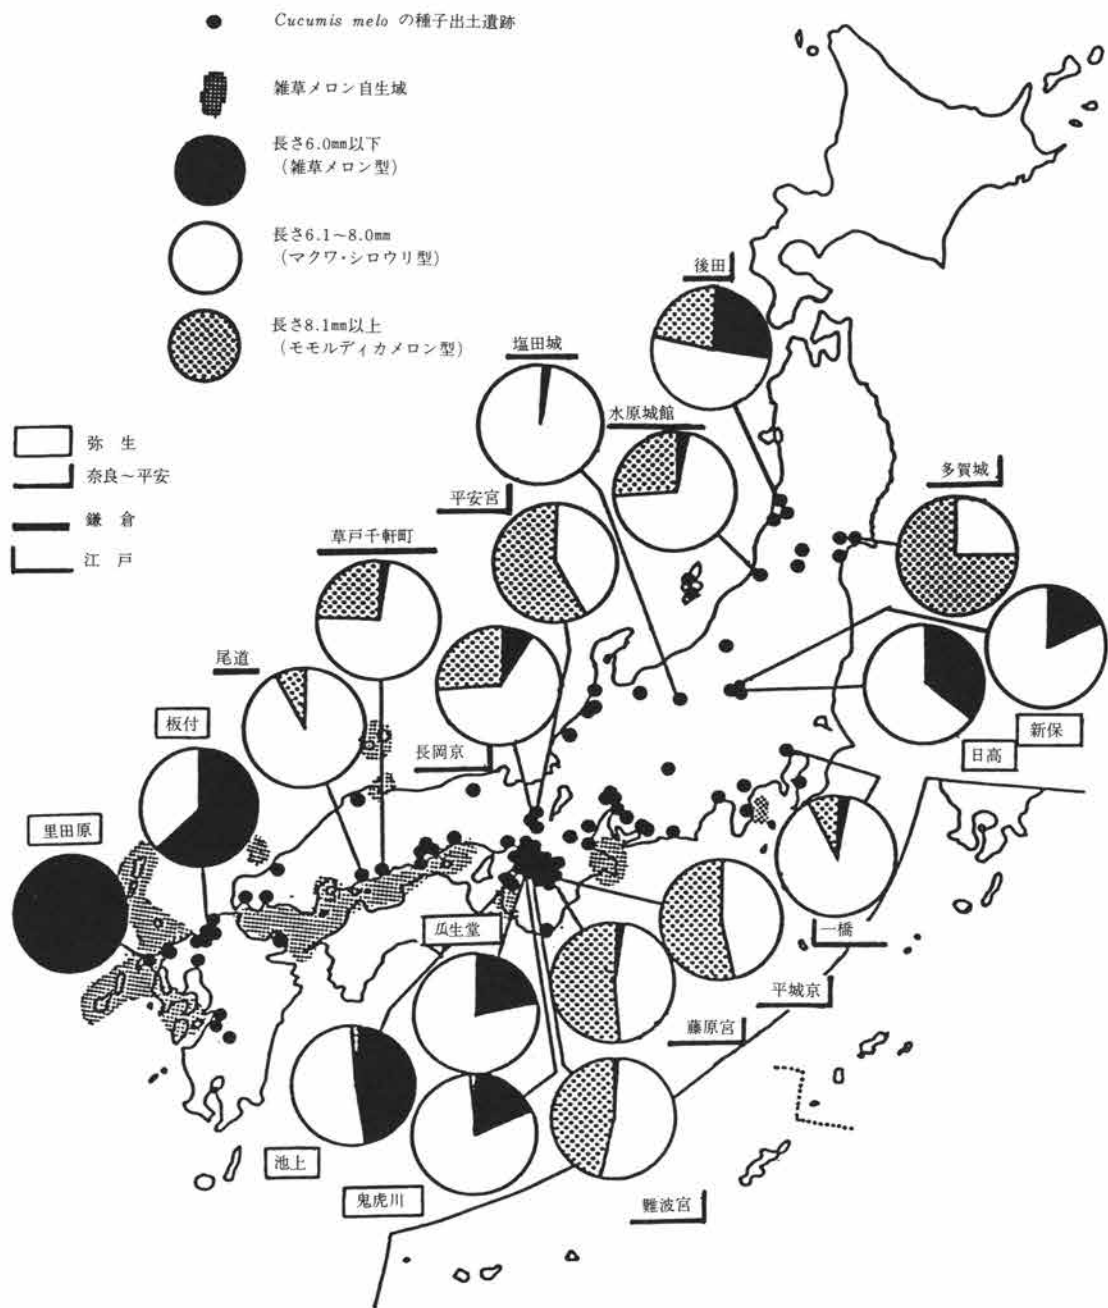 Cucumis melo の種子出土遺跡
雑草メロン自生域
長さ6.0mm以下
(雑草メロン型)
長さ6.1～8.0mm
(マクワ・シロウリ型)
長さ8.1mm以上
(モモルディカメロン型)
弥 生
奈良～平安
鎌 倉
江 戸
後田
塩田城
水原城館
多賀城
平安宮
草戸千軒町
尾道
長岡京
新保
日高
板付
里田原
瓜生堂
一橋
平城京
藤原宮
池上
鬼虎川
難波宮